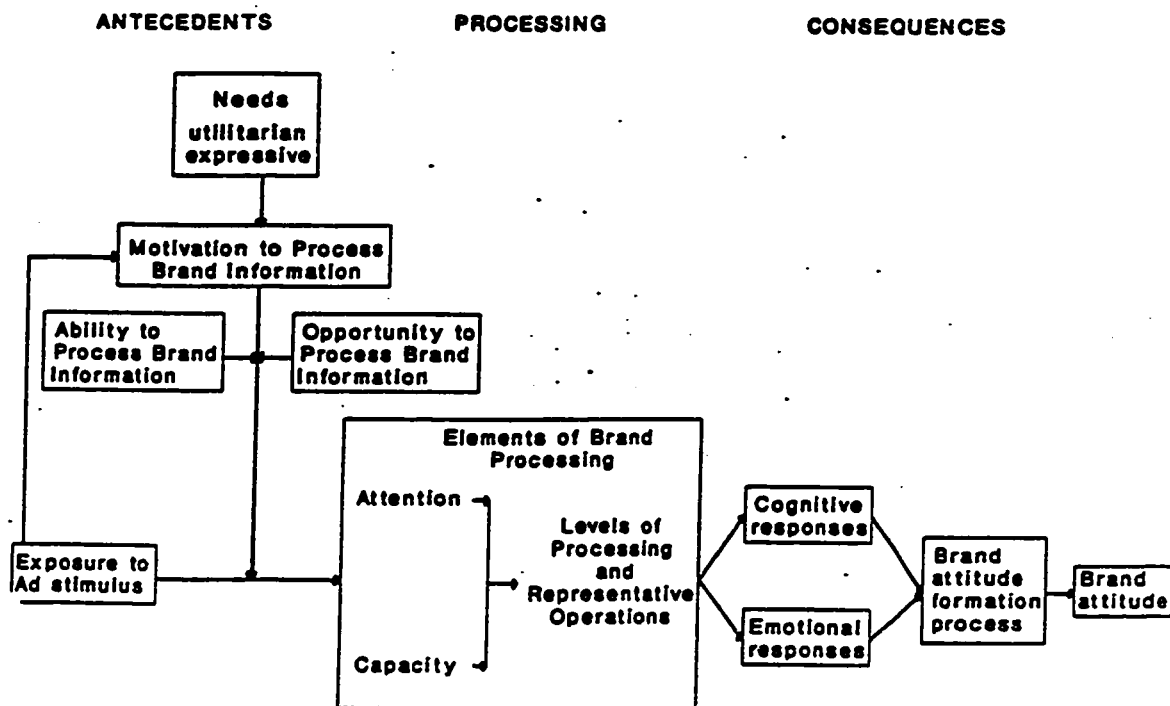 ANTECEDENTS
PROCESSING
CONSEQUENCES
Needs
utilitarian
expressive
Motivation to Process
Brand Information
Ability to
Process Brand
Information
Opportunity to
Process Brand
Information
Elements of Brand
Processing
Attention
Levels of
Processing
and
Representative
Operations
Capacity
Exposure to
Ad stimulus
Cognitive
responses
Emotional
responses
Brand
attitude
formation
process
Brand
attitude